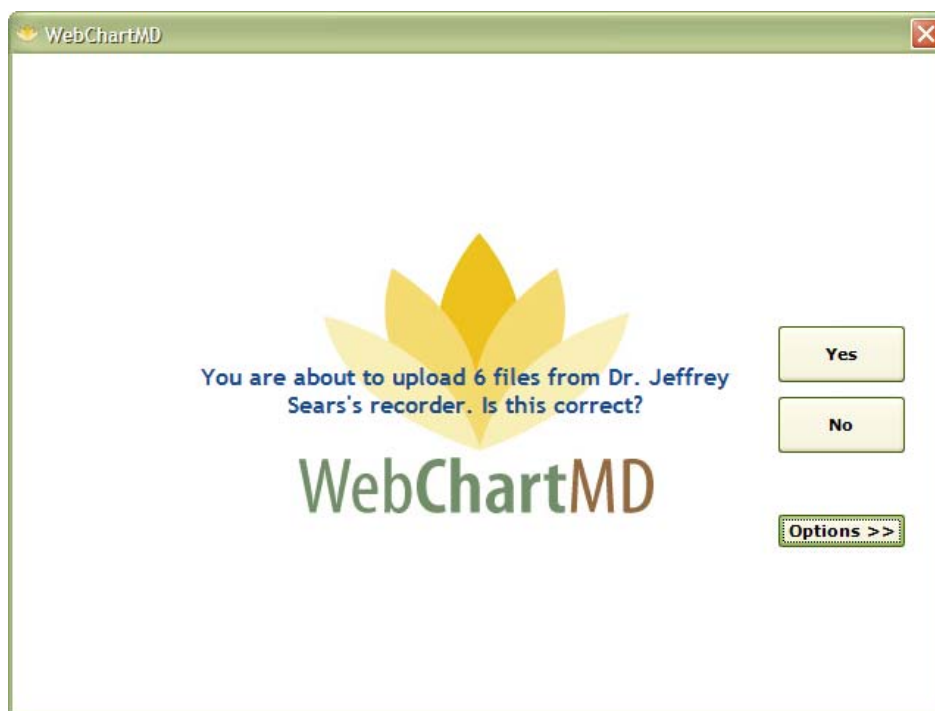 WebChartMD
You are about to upload 6 files from Dr. Jeffrey
Sears's recorder. Is this correct?
Yes
No
WebChartMD
Options >>